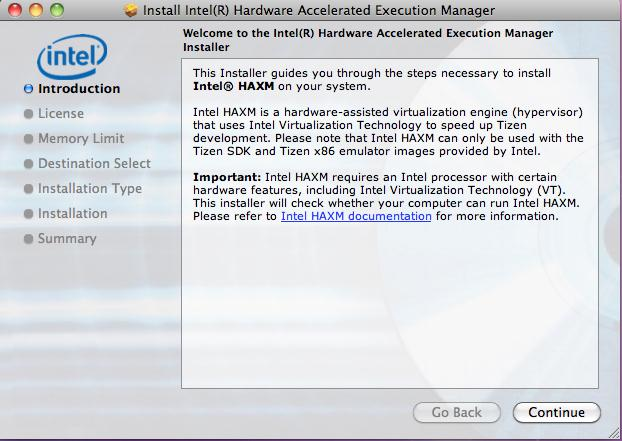 Install Intel(R) Hardware Accelerated Execution Manager
Welcome to the Intel(R) Hardware Accelerated Execution Manager
Installer
intel
Introduction
License
Memory Limit
Destination Select
Installation Type
Installation
Summary
This Installer guides you through the steps necessary to install
Intel® HAXM on your system.
Intel HAXM is a hardware-assisted virtualization engine (hypervisor)
that uses Intel Virtualization Technology to speed up Tizen
development. Please note that Intel HAXM can only be used with the
Tizen SDK and Tizen x86 emulator images provided by Intel.
Important: Intel HAXM requires an Intel processor with certain
hardware features, including Intel Virtualization Technology (VT).
This installer will check whether your computer can run Intel HAXM.
Please refer to Intel HAXM documentation for more information.
Go Back
Continue